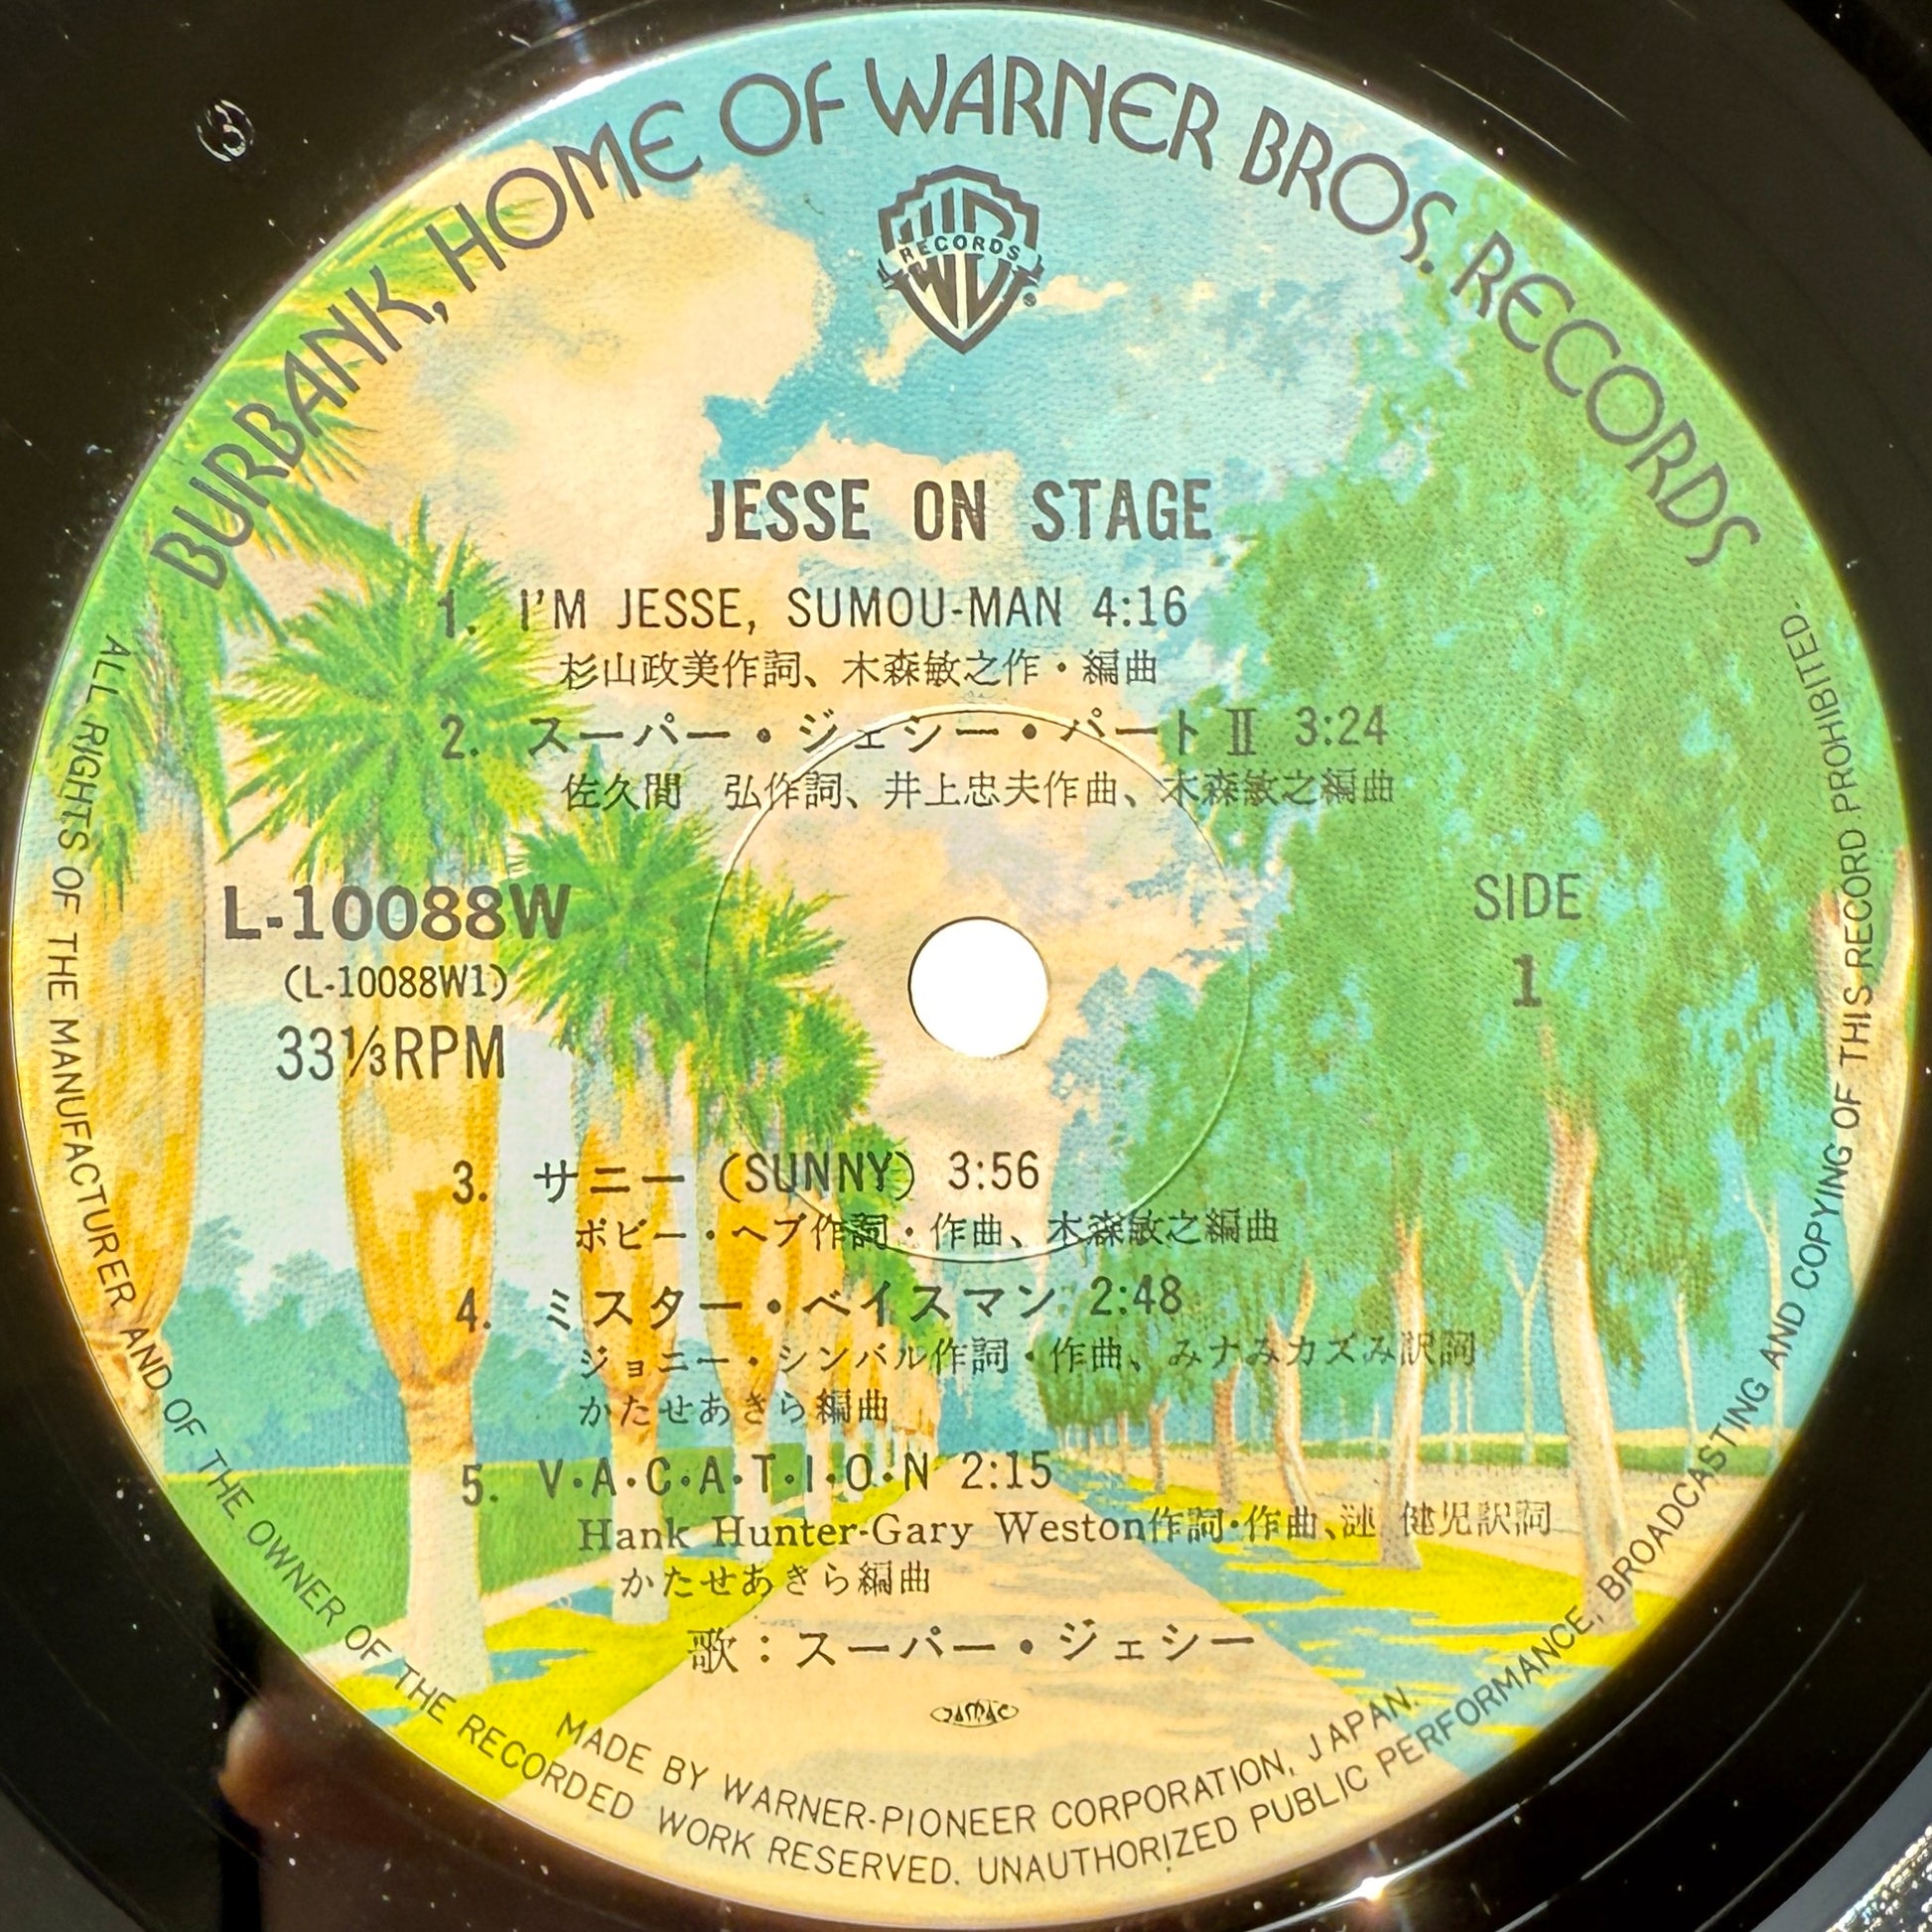 BURBANK, HOME OF WARNER BROS. RECORDS
RECORDS
JESSE ON STAGE
1. I'M JESSE, SUMOU-MAN 4:16
杉山政美作詞、木森敏之作・編曲
2. スーパー・ジェシー・パートⅡ 3:24
佐久間 弘作詞、井上忠夫作曲、木森敏之編曲
L-10088W
(L-10088W1)
33⅓RPM
SIDE
1
3. サニー (SUNNY) 3:56
ボビー・ヘブ作詞・作曲、木森敏之編曲
4. ミスター・ベイスマン 2:48
ジョニー・シンバル作詞・作曲、みナみカズみ訳詞
かたせあきら編曲
5. V・A・C・A・T・I・O・N 2:15
Hank Hunter-Gary Weston作詞・作曲、漣 健児訳詞
かたせあきら編曲
歌：スーパー・ジェシー
MADE BY WARNER-PIONEER CORPORATION, JAPAN.
ALL RIGHTS OF THE MANUFACTURER AND OF THE OWNER OF THE RECORDED WORK RESERVED. UNAUTHORIZED PUBLIC PERFORMANCE, BROADCASTING AND COPYING OF THIS RECORD PROHIBITED.